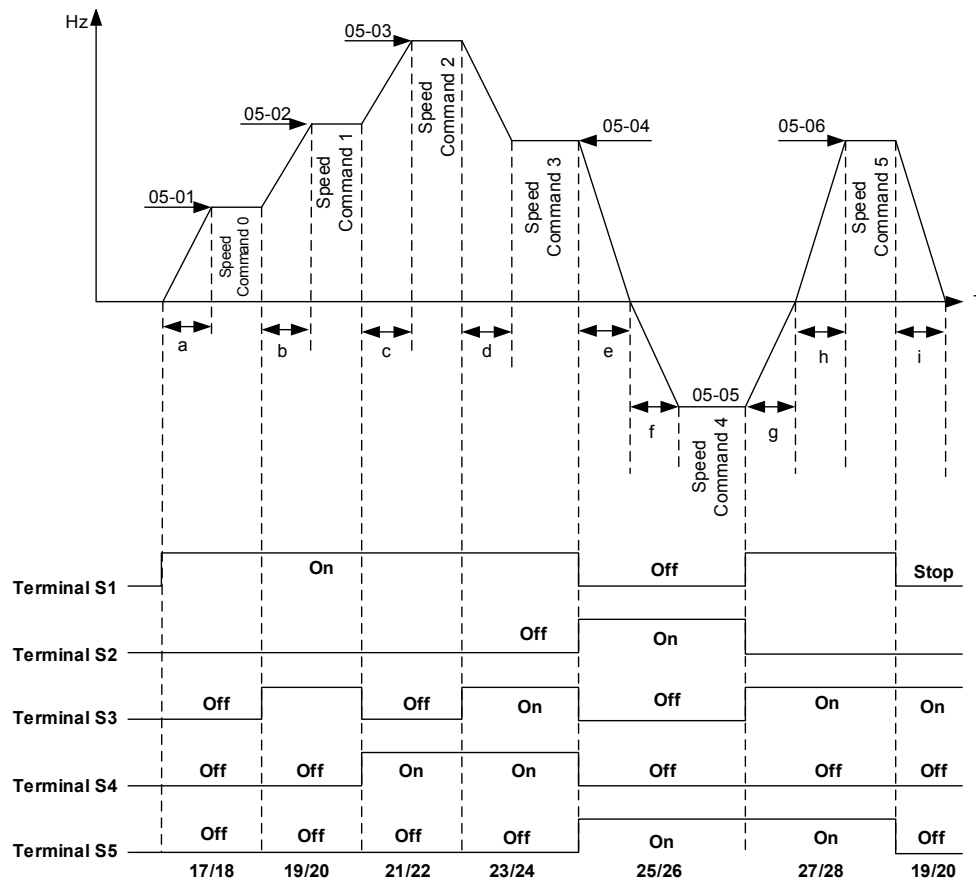 Hz
05-03
05-02
05-01
05-04
05-06
Speed
Command 0
Speed
Command 1
Speed
Command 2
Speed
Command 3
Speed
Command 5
T
a
b
c
d
e
h
i
05-05
f
g
Speed
Command 4
Terminal S1
On
Off
Stop
Terminal S2
Off
On
Terminal S3
Off
Off
On
Off
On
On
Terminal S4
Off
Off
On
On
Off
Off
Off
Terminal S5
Off
Off
Off
Off
On
On
Off
17/18
19/20
21/22
23/24
25/26
27/28
19/20